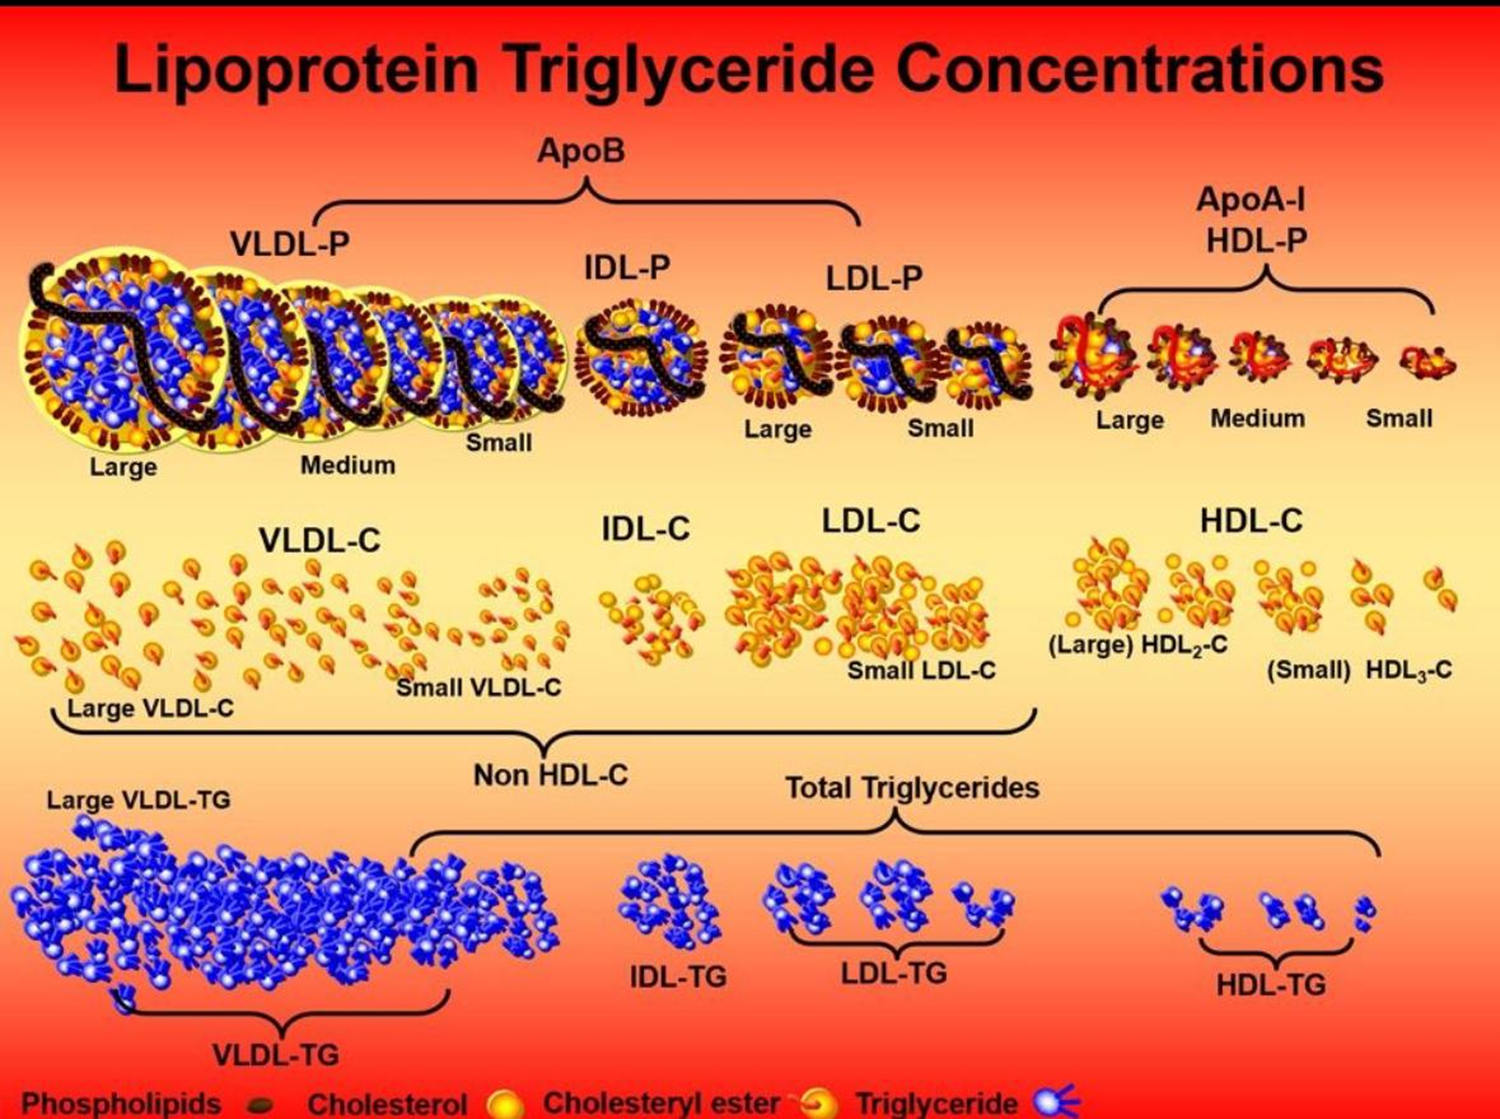 Lipoprotein Triglyceride Concentrations
ApoB
ApoA-I
HDL-P
VLDL-P
IDL-P
LDL-P
Large
Medium
Small
Large
Small
Large
Medium
Small
VLDL-C
IDL-C
LDL-C
HDL-C
Large VLDL-C
Small VLDL-C
Small LDL-C
(Large) HDL₂-C
(Small) HDL₃-C
Non HDL-C
Total Triglycerides
Large VLDL-TG
IDL-TG
LDL-TG
HDL-TG
VLDL-TG
Phospholipids Cholesterol Cholesteryl ester Triglyceride